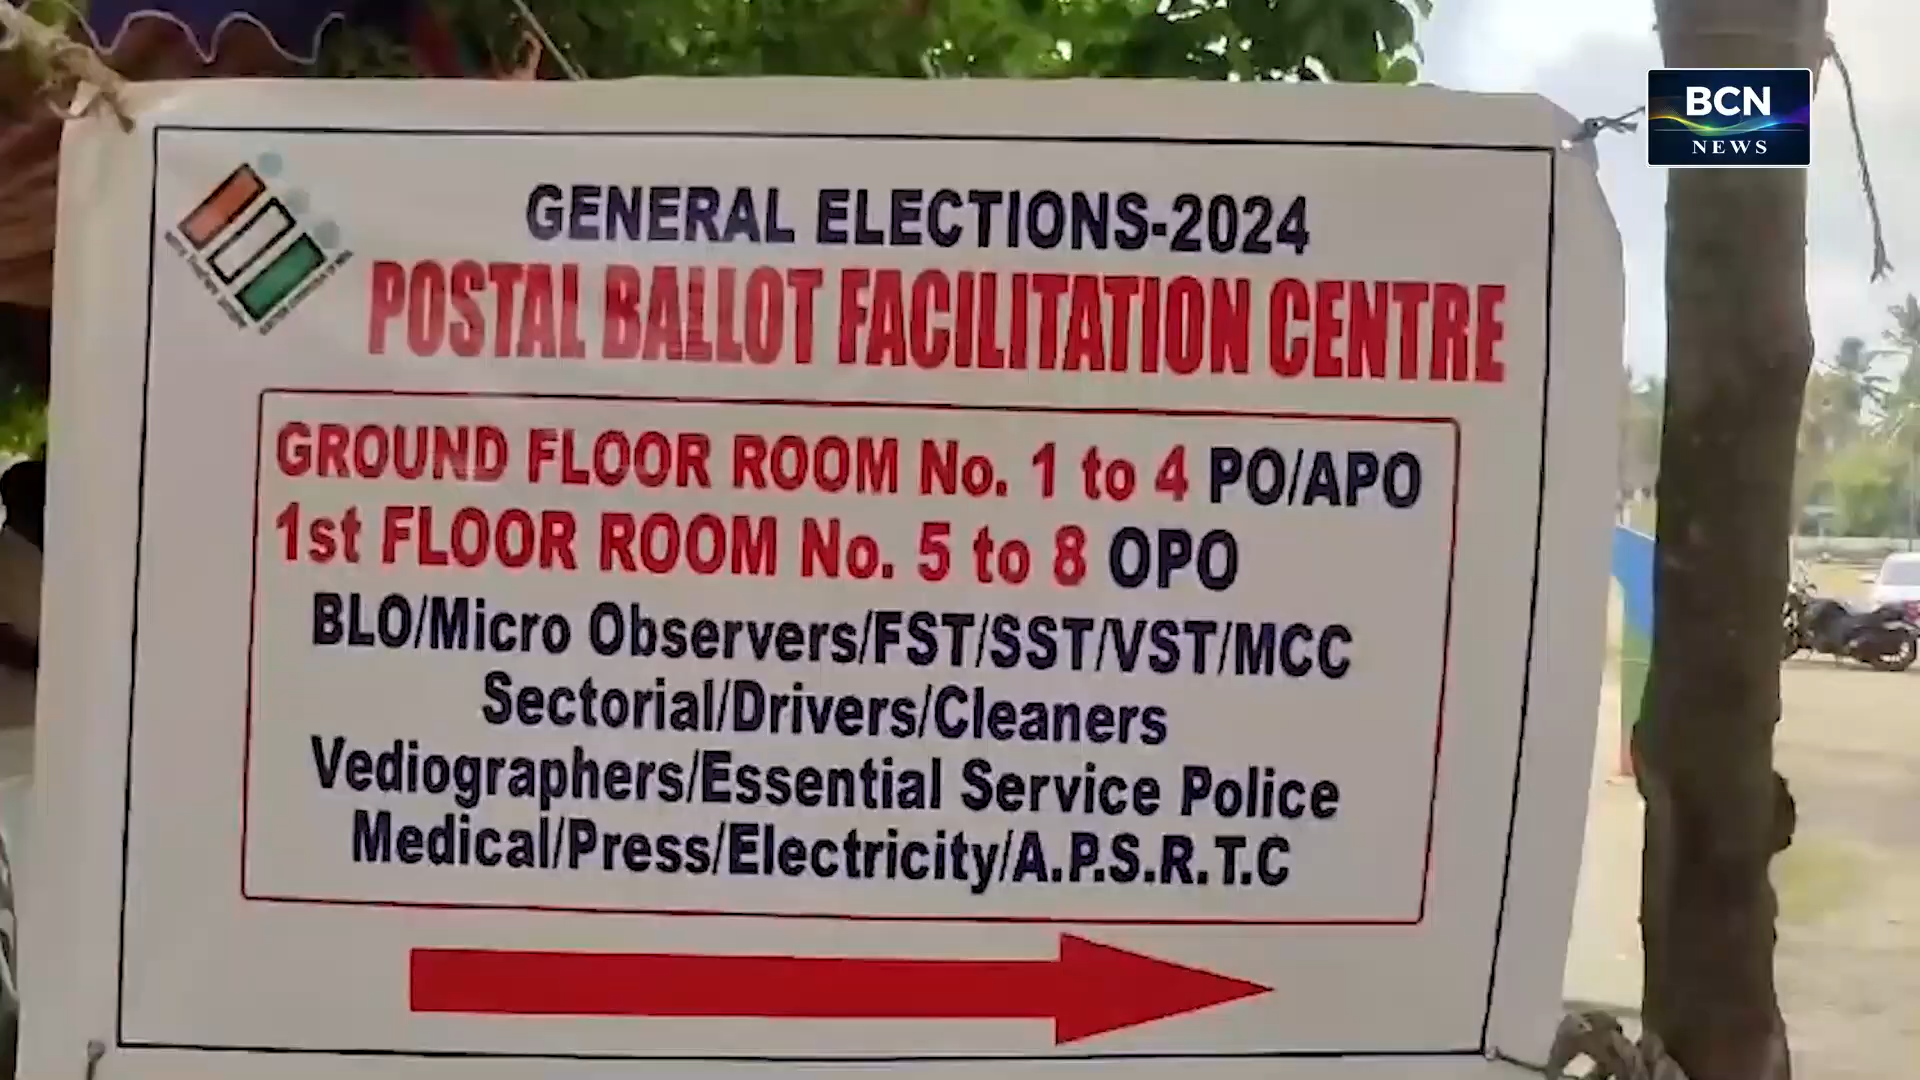 BCN
NEWS
GENERAL ELECTIONS-2024
POSTAL BALLOT FACILITATION CENTRE
GROUND FLOOR ROOM No. 1 to 4 PO/APO
1st FLOOR ROOM No. 5 to 8 OPO
BLO/Micro Observers/FST/SST/VST/MCC
Sectorial/Drivers/Cleaners
Vediographers/Essential Service Police
Medical/Press/Electricity/A.P.S.R.T.C